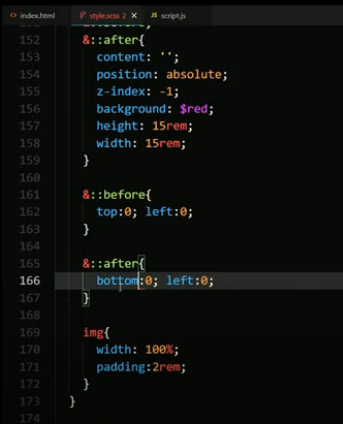 index.html style.scss 2 × JS script.js
&::before,
152 &::after{
153 content: '';
154 position: absolute;
155 z-index: -1;
156 background: $red;
157 height: 15rem;
158 width: 15rem;
159 }
160
161 &::before{
162 top:0; left:0;
163 }
164
165 &::after{
166 bottom:0; left:0;
167 }
168
169 img{
170 width: 100%;
171 padding:2rem;
172 }
173 }
174